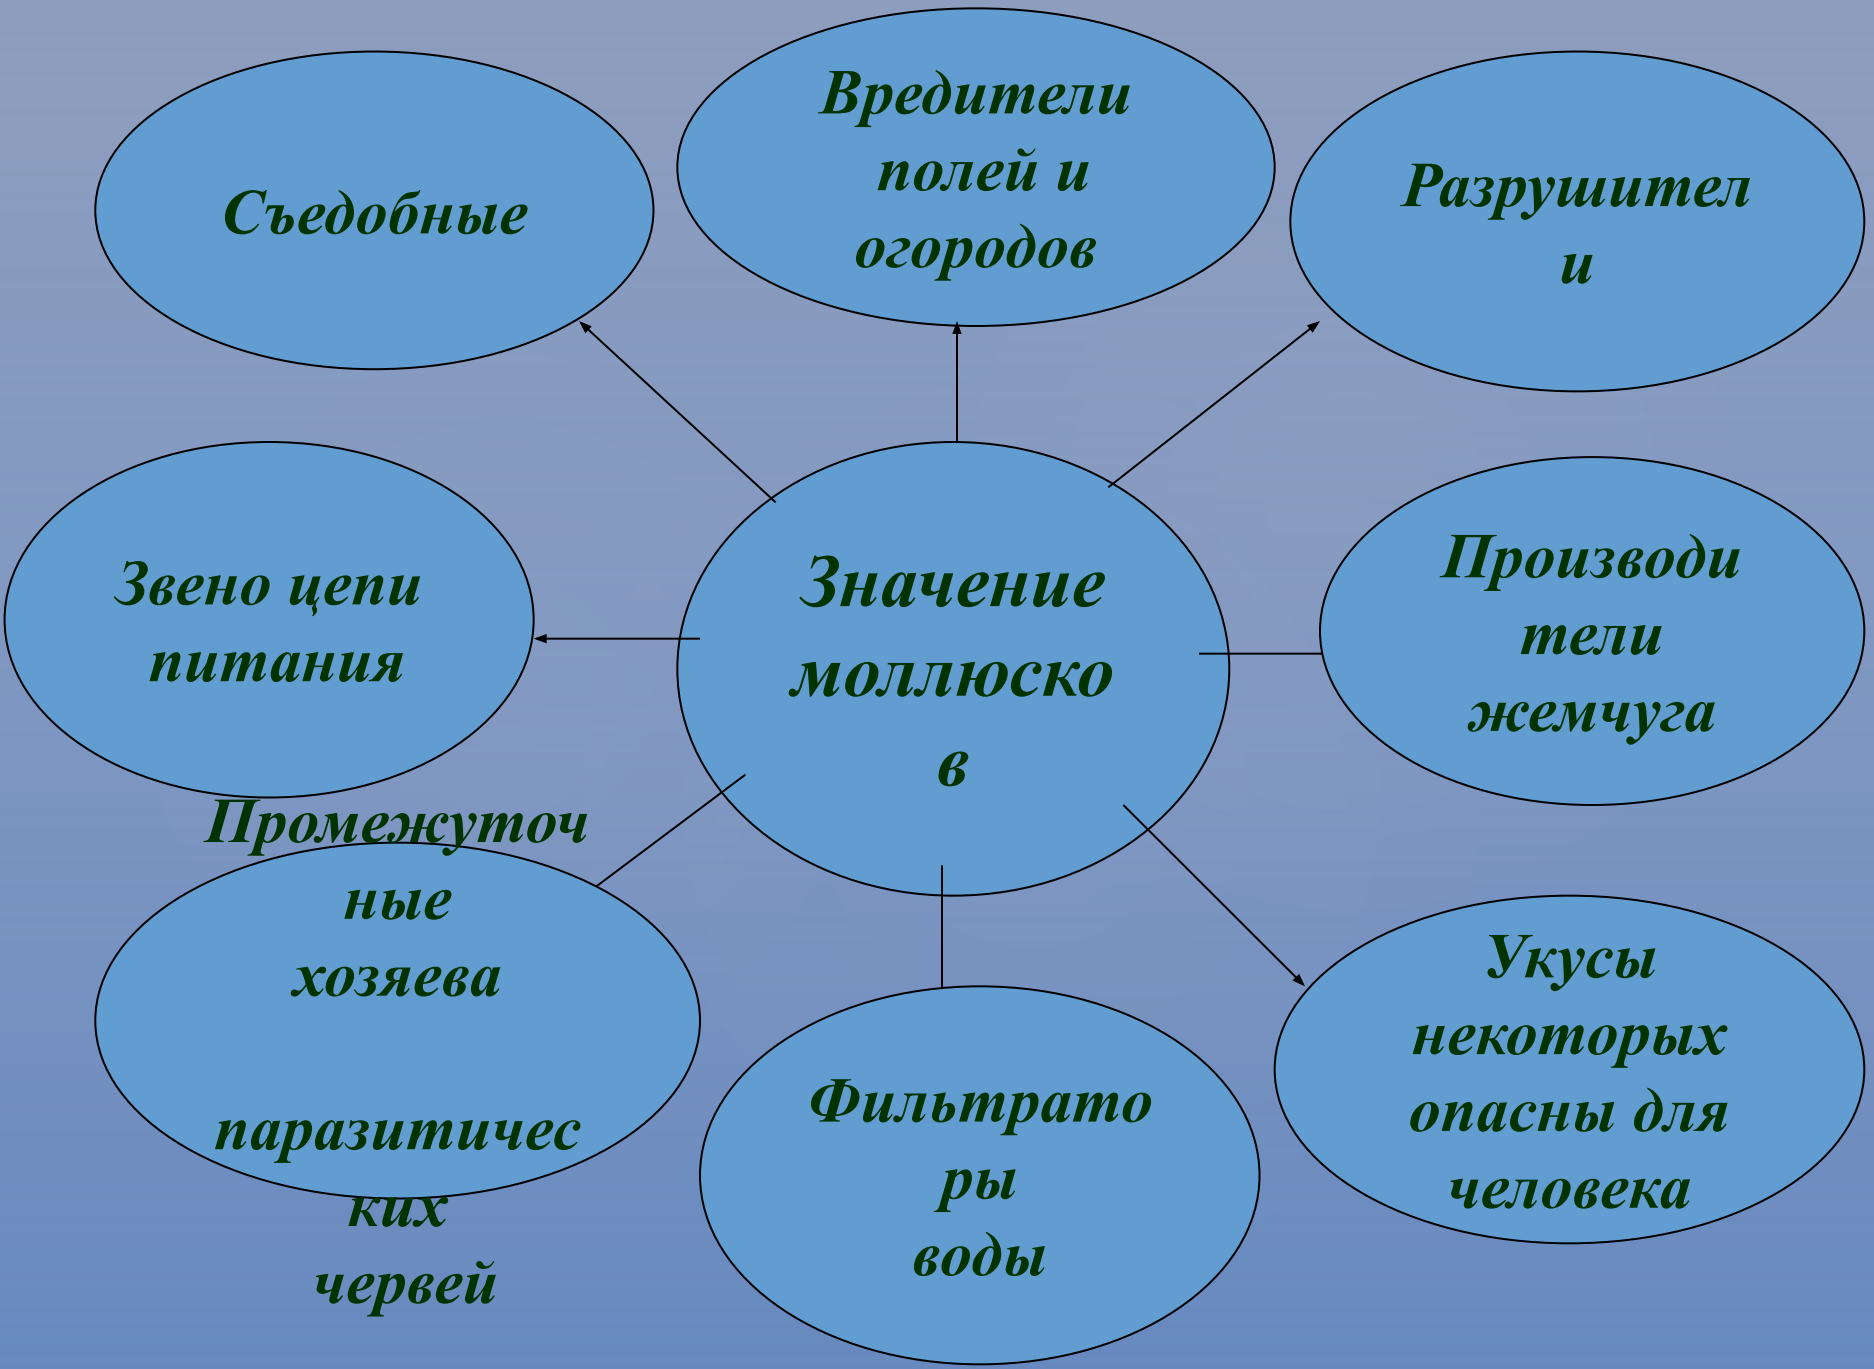 Съедобные
Вредители
полей и
огородов
Разрушител
и
Звено цепи
питания
Значение
моллюско
в
Производи
тели
жемчуга
Промежуточ
ные
хозяева
паразитичес
ких
червей
Фильтрато
ры
воды
Укусы
некоторых
опасны для
человека